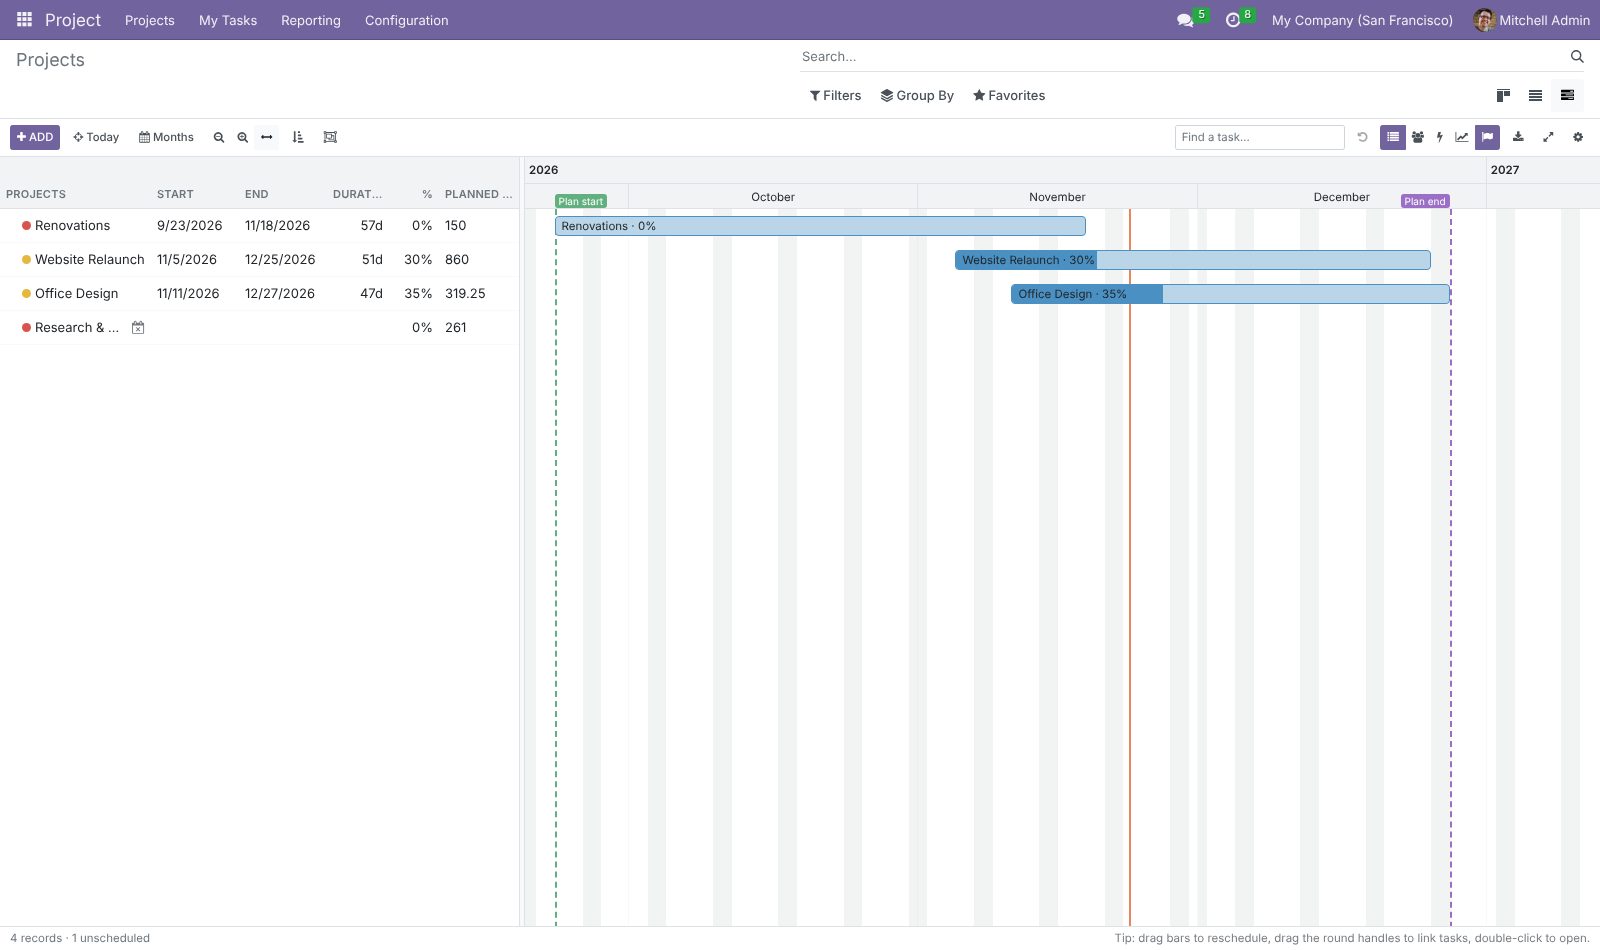 Project Projects My Tasks Reporting Configuration 5 8 My Company (San Francisco) Mitchell Admin
Projects
Search...
Filters Group By Favorites
ADD Today Months Find a task...
2026 2027
PROJECTS START END DURAT... % PLANNED ...
October November December
Plan start Plan end
Renovations 9/23/2026 11/18/2026 57d 0% 150
Renovations · 0%
Website Relaunch 11/5/2026 12/25/2026 51d 30% 860
Website Relaunch · 30%
Office Design 11/11/2026 12/27/2026 47d 35% 319.25
Office Design · 35%
Research & ... 0% 261
4 records · 1 unscheduled
Tip: drag bars to reschedule, drag the round handles to link tasks, double-click to open.